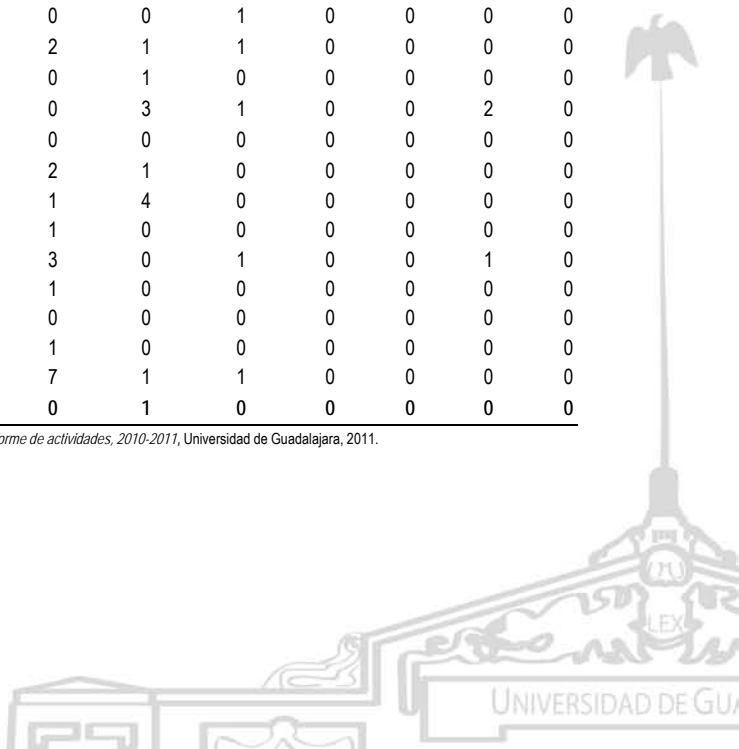 0 0 1 0 0 0 0
2 1 1 0 0 0 0
0 1 0 0 0 0 0
0 3 1 0 0 2 0
0 0 0 0 0 0 0
2 1 0 0 0 0 0
1 4 0 0 0 0 0
1 0 0 0 0 0 0
3 0 1 0 0 1 0
1 0 0 0 0 0 0
0 0 0 0 0 0 0
1 0 0 0 0 0 0
7 1 1 0 0 0 0
0 1 0 0 0 0 0
orme de actividades, 2010-2011, Universidad de Guadalajara, 2011.
LEX
UNIVERSIDAD DE GUA